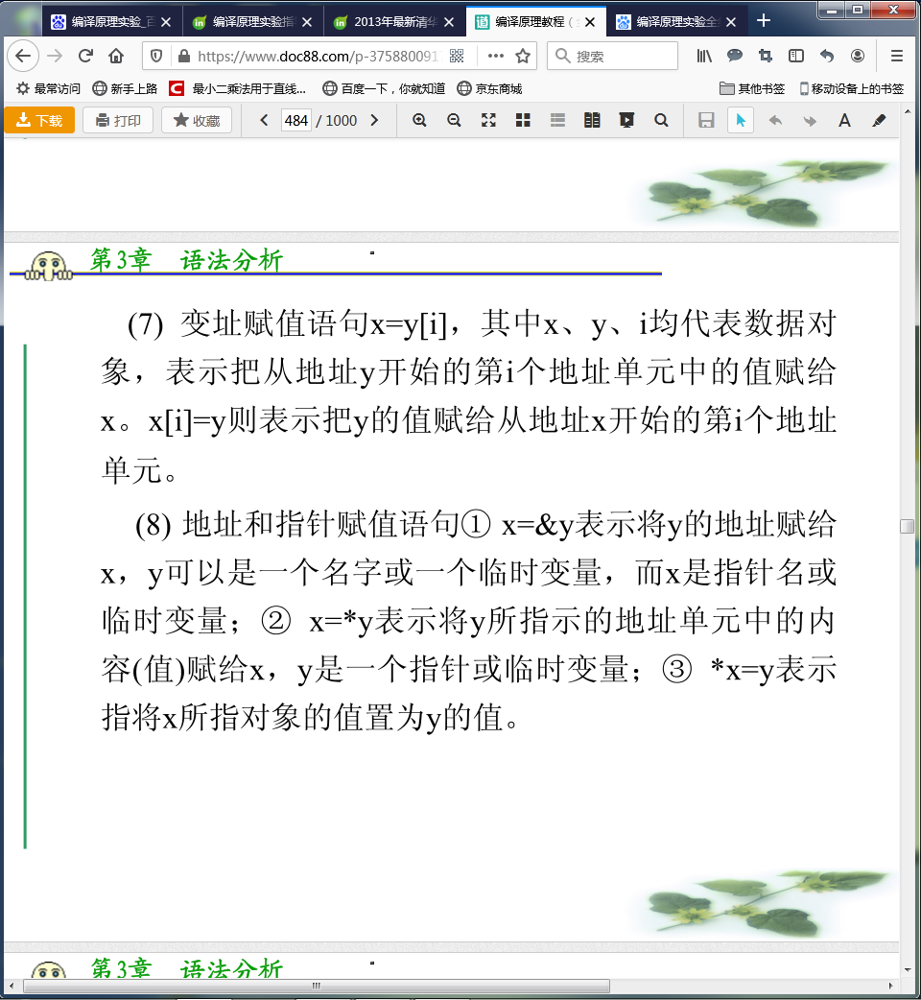 编译原理实验_百
编译原理实验指
2013年最新清华
编译原理教程（
编译原理实验全
https://www.doc88.com/p-375880091
搜索
最常访问
新手上路
最小二乘法用于直线...
百度一下，你就知道
京东商城
其他书签
移动设备上的书签
下载
打印
收藏
484 / 1000
第3章 语法分析
(7) 变址赋值语句x=y[i]，其中x、y、i均代表数据对
象，表示把从地址y开始的第i个地址单元中的值赋给
x。x[i]=y则表示把y的值赋给从地址x开始的第i个地址
单元。
(8) 地址和指针赋值语句① x=&y表示将y的地址赋给
x，y可以是一个名字或一个临时变量，而x是指针名或
临时变量；② x=*y表示将y所指示的地址单元中的内
容(值)赋给x，y是一个指针或临时变量；③ *x=y表示
指将x所指对象的值置为y的值。
第3章 语法分析